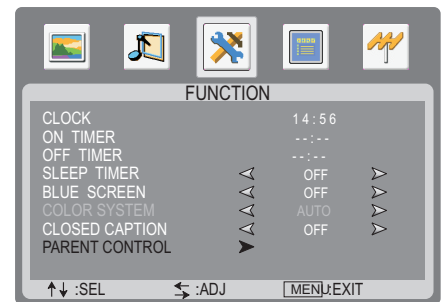 FUNCTION
CLOCK 14:56
ON TIMER --:--
OFF TIMER --:--
SLEEP TIMER OFF
BLUE SCREEN OFF
COLOR SYSTEM AUTO
CLOSED CAPTION OFF
PARENT CONTROL
↑↓ :SEL ⇆ :ADJ MENU:EXIT